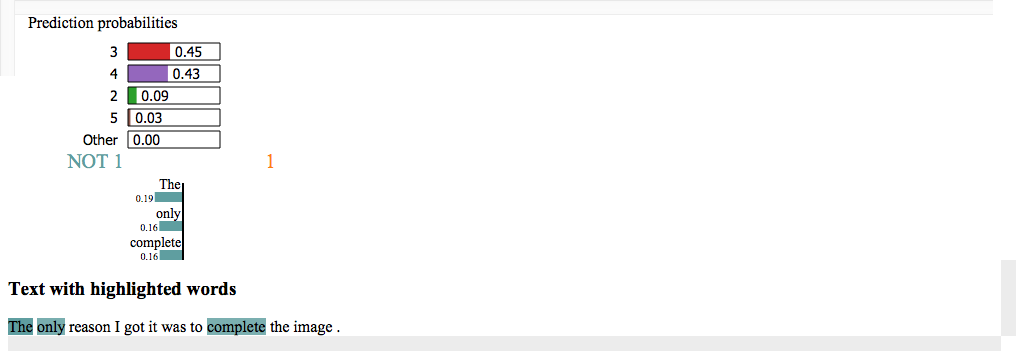 Prediction probabilities
3 0.45
4 0.43
2 0.09
5 0.03
Other 0.00
NOT 1 1
The
0.19
only
0.16
complete
0.16
Text with highlighted words
The only reason I got it was to complete the image .